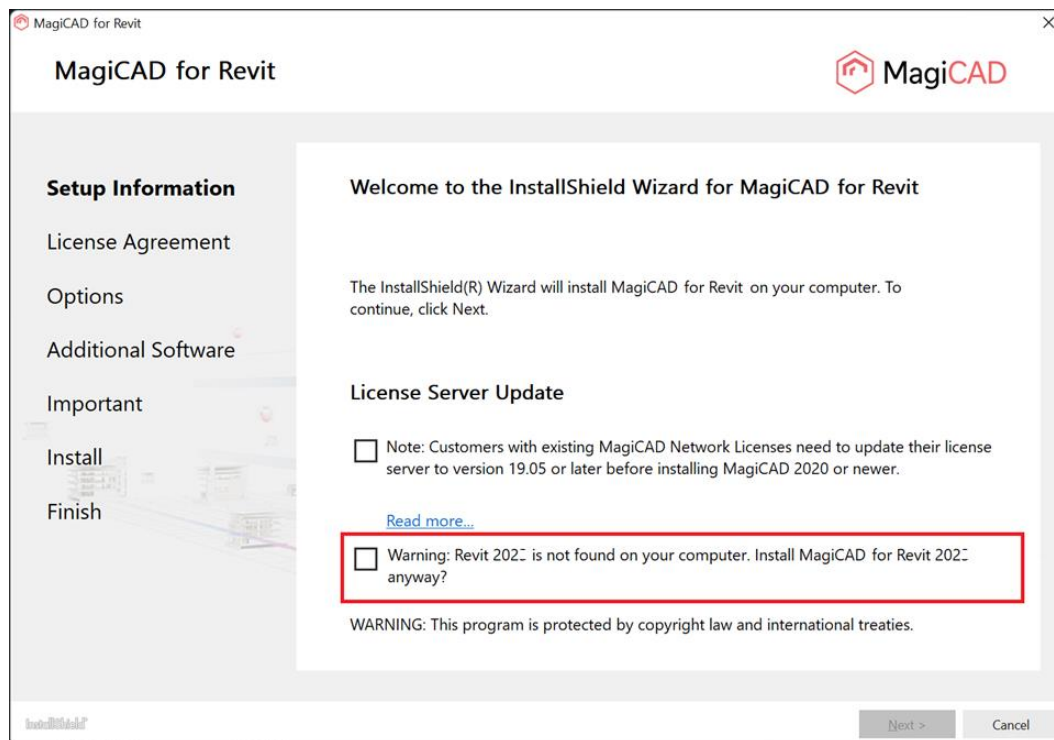 MagiCAD for Revit
MagiCAD for Revit
MagiCAD
Setup Information
License Agreement
Options
Additional Software
Important
Install
Finish
Welcome to the InstallShield Wizard for MagiCAD for Revit
The InstallShield(R) Wizard will install MagiCAD for Revit on your computer. To
continue, click Next.
License Server Update
Note: Customers with existing MagiCAD Network Licenses need to update their license
server to version 19.05 or later before installing MagiCAD 2020 or newer.
Read more...
Warning: Revit is not found on your computer. Install MagiCAD for Revit
anyway?
WARNING: This program is protected by copyright law and international treaties.
InstallShield
Next >
Cancel